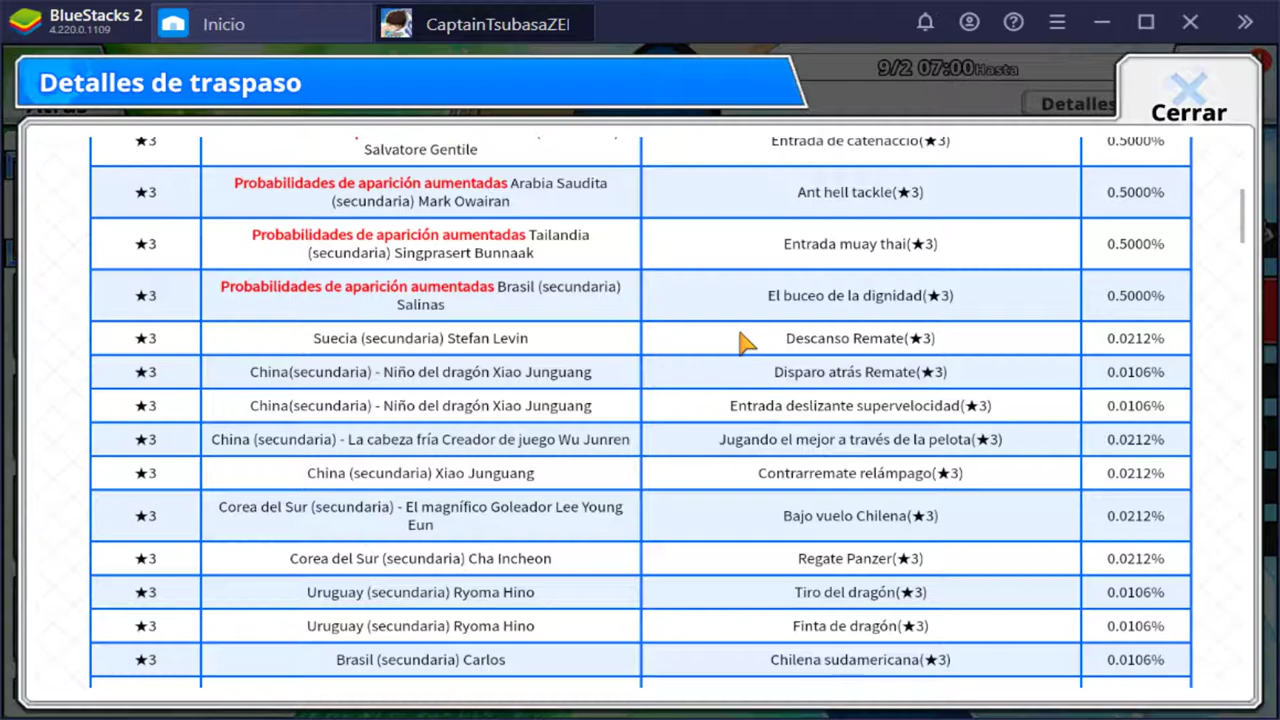 BlueStacks 2
4.220.0.1109
Inicio
CaptainTsubasaZEI
9/2 07:00Hasta
Detalles
Detalles de traspaso
Cerrar
★3 Salvatore Gentile Entrada de catenaccio(★3) 0.5000%
★3 Probabilidades de aparición aumentadas Arabia Saudita
(secundaria) Mark Owairan Ant hell tackle(★3) 0.5000%
★3 Probabilidades de aparición aumentadas Tailandia
(secundaria) Singprasert Bunnaak Entrada muay thai(★3) 0.5000%
★3 Probabilidades de aparición aumentadas Brasil (secundaria)
Salinas El buceo de la dignidad(★3) 0.5000%
★3 Suecia (secundaria) Stefan Levin Descanso Remate(★3) 0.0212%
★3 China(secundaria) - Niño del dragón Xiao Junguang Disparo atrás Remate(★3) 0.0106%
★3 China(secundaria) - Niño del dragón Xiao Junguang Entrada deslizante supervelocidad(★3) 0.0106%
★3 China (secundaria) - La cabeza fría Creador de juego Wu Junren Jugando el mejor a través de la pelota(★3) 0.0212%
★3 China (secundaria) Xiao Junguang Contrarremate relámpago(★3) 0.0212%
★3 Corea del Sur (secundaria) - El magnífico Goleador Lee Young
Eun Bajo vuelo Chilena(★3) 0.0212%
★3 Corea del Sur (secundaria) Cha Incheon Regate Panzer(★3) 0.0212%
★3 Uruguay (secundaria) Ryoma Hino Tiro del dragón(★3) 0.0106%
★3 Uruguay (secundaria) Ryoma Hino Finta de dragón(★3) 0.0106%
★3 Brasil (secundaria) Carlos Chilena sudamericana(★3) 0.0106%